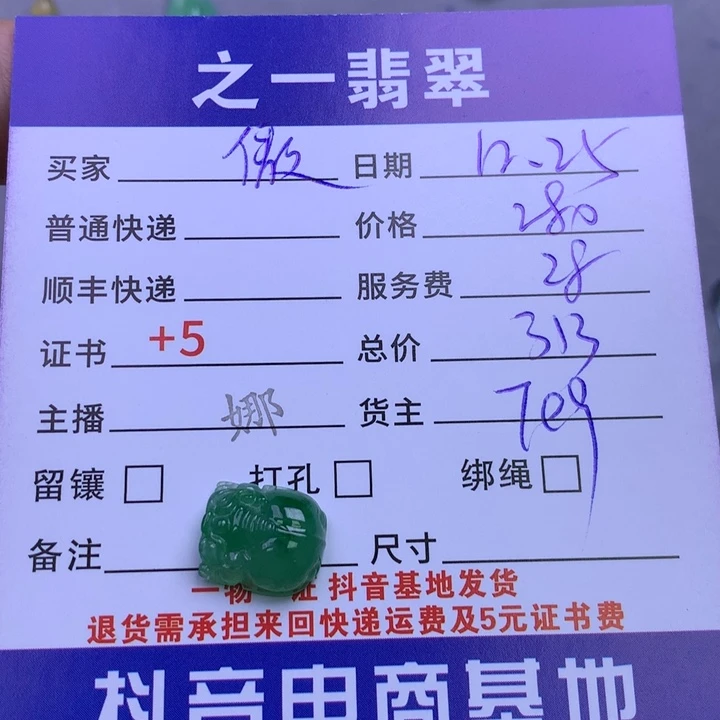 之一翡翠
买家 傲 日期 12.25
普通快递 价格 280
顺丰快递 服务费 28
证书 +5 总价 313
主播 娜 货主 709
留镶 打孔 绑绳
备注 尺寸
一物一证 抖音基地发货
退货需承担来回快递运费及5元证书费
抖音电商基地